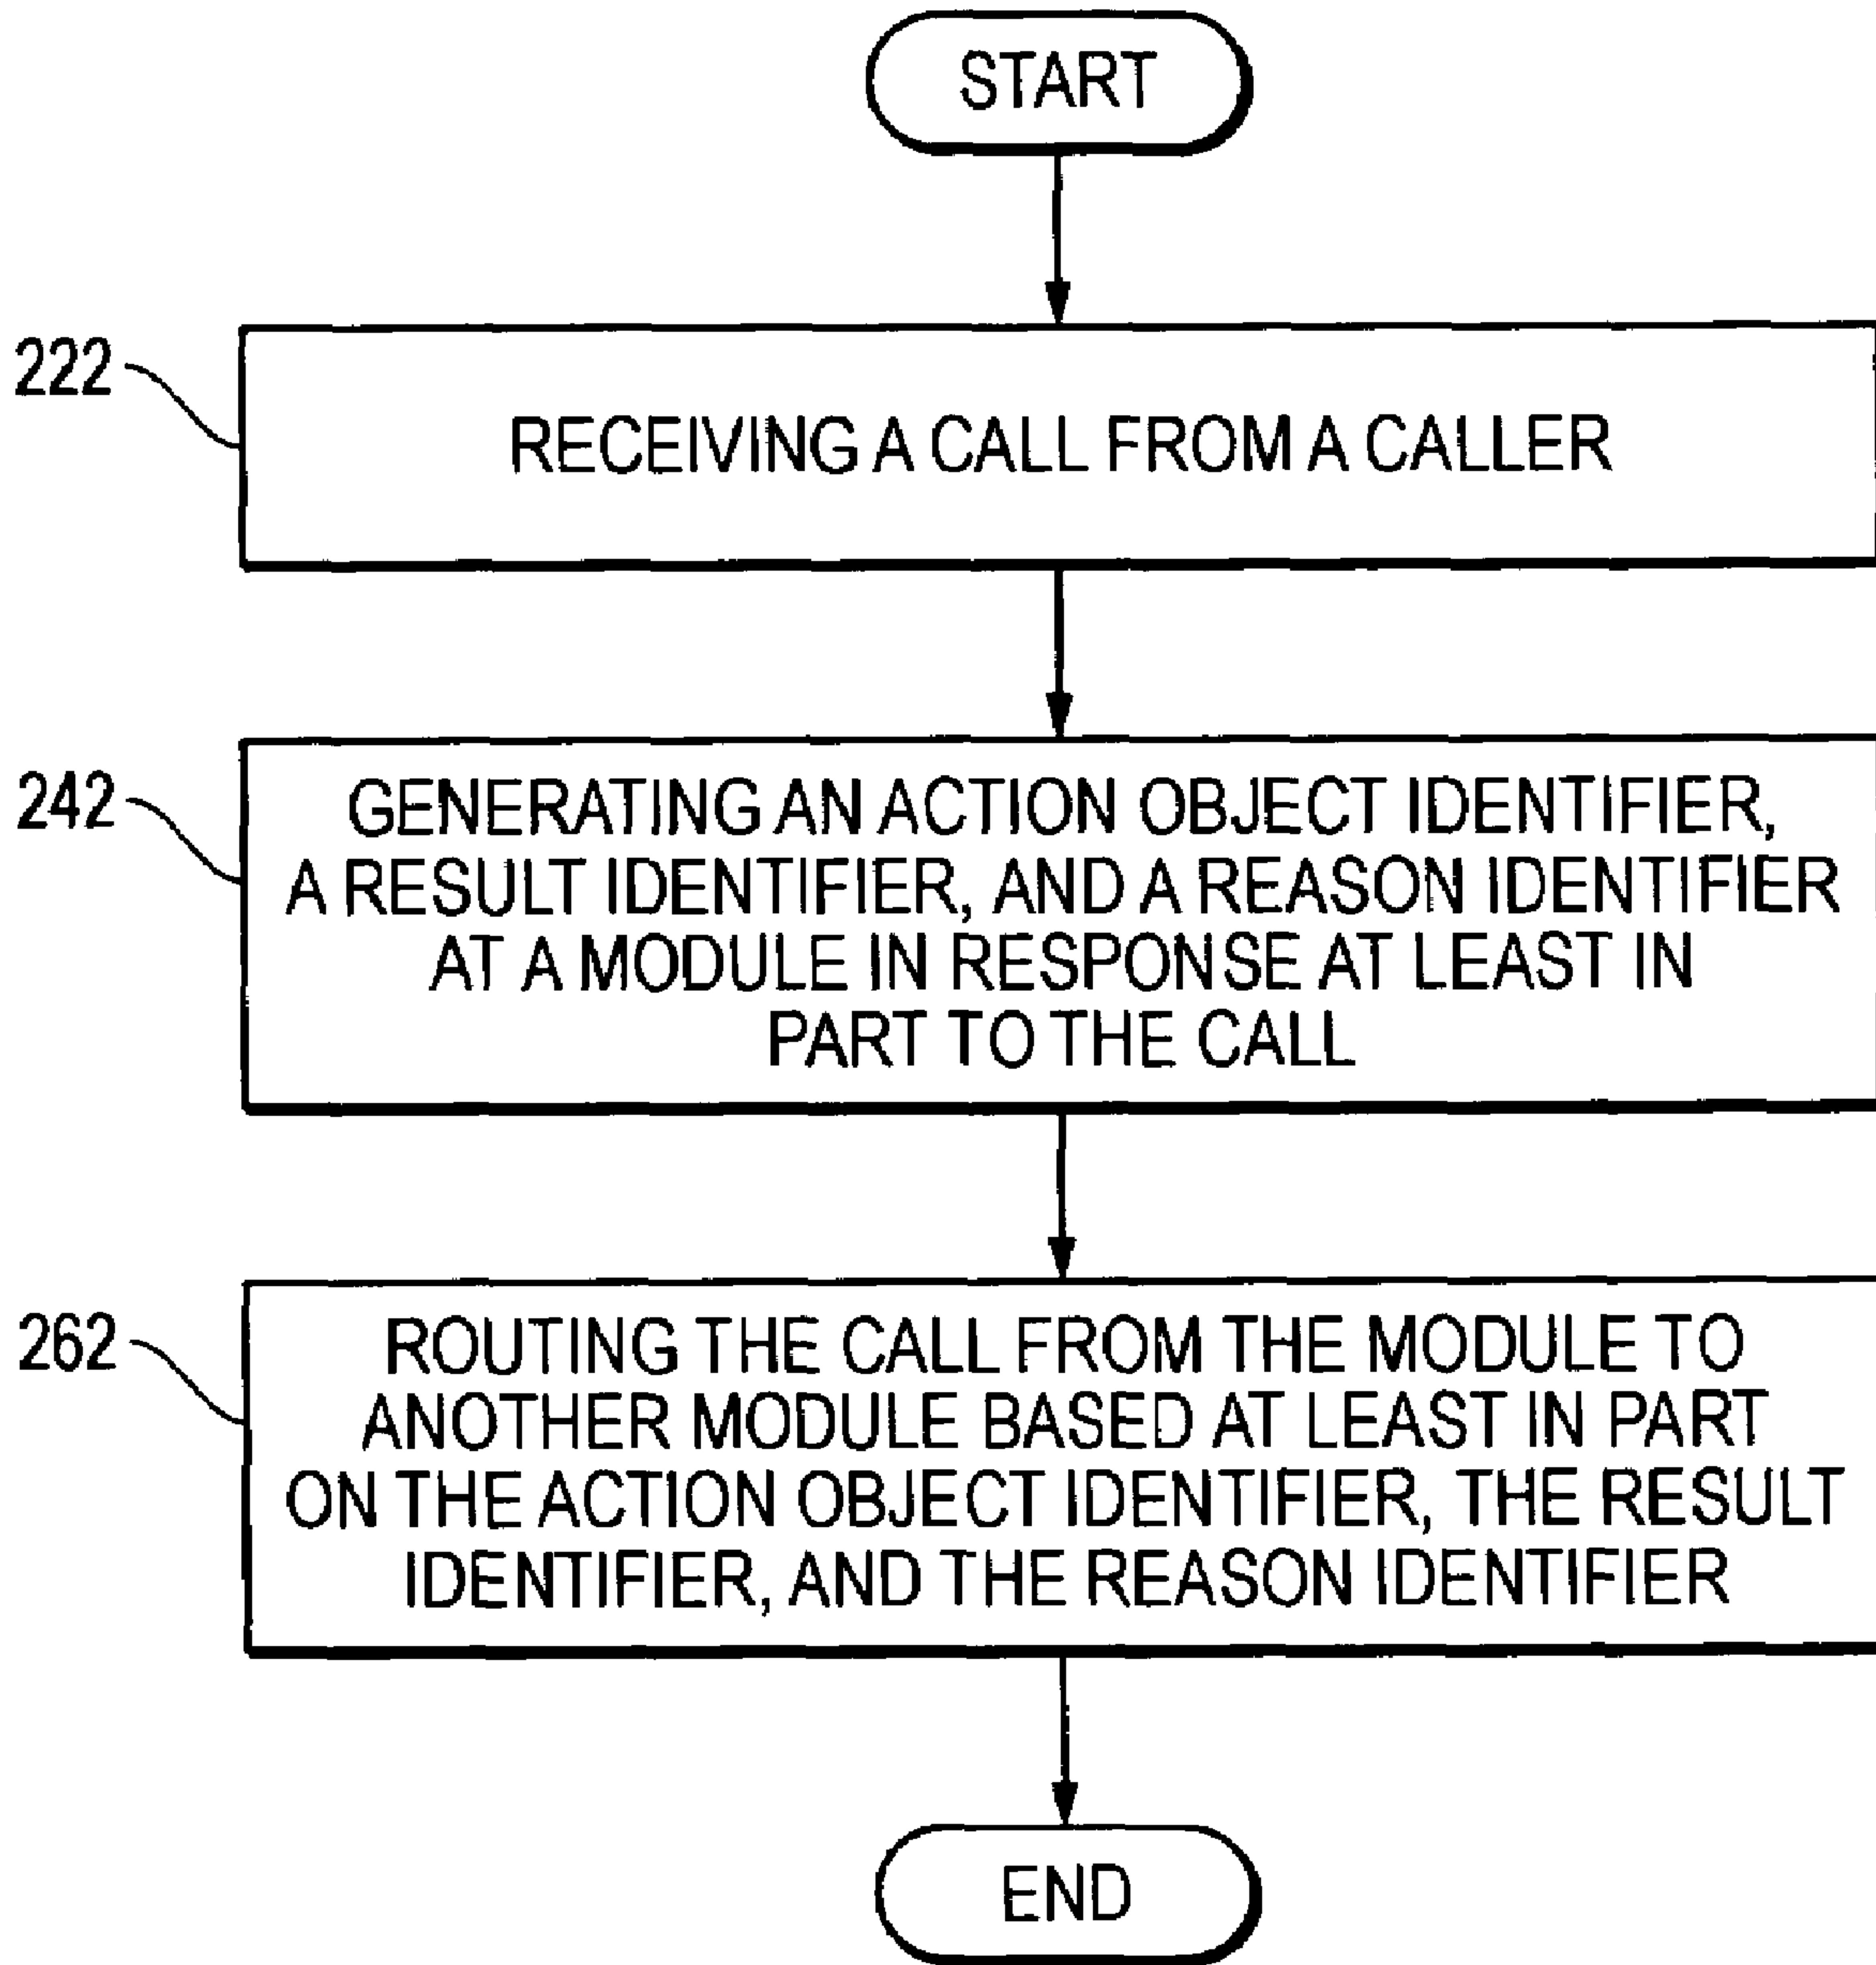 START
222
RECEIVING A CALL FROM A CALLER
242
GENERATING AN ACTION OBJECT IDENTIFIER,
A RESULT IDENTIFIER, AND A REASON IDENTIFIER
AT A MODULE IN RESPONSE AT LEAST IN
PART TO THE CALL
262
ROUTING THE CALL FROM THE MODULE TO
ANOTHER MODULE BASED AT LEAST IN PART
ON THE ACTION OBJECT IDENTIFIER, THE RESULT
IDENTIFIER, AND THE REASON IDENTIFIER
END